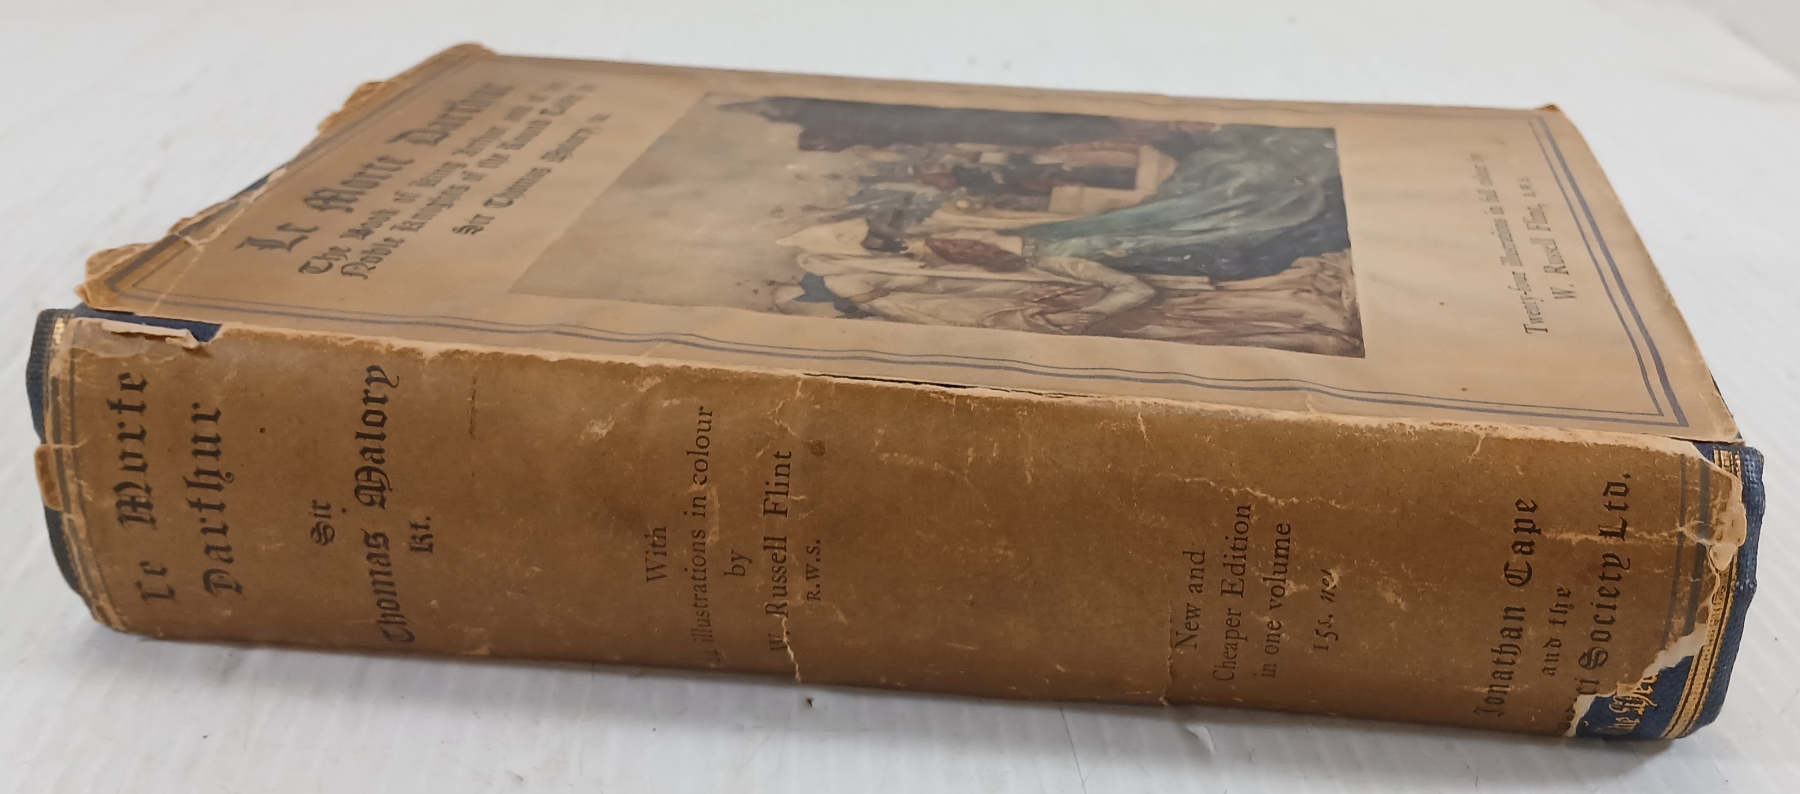 Le Morte Darthur
The Book of King Arthur and of his
Noble Knights of the Round Table by
Sir Thomas Malory, Kt.
Twenty-four illustrations in full colour by
W. Russell Flint, R.W.S.
Le Morte
Darthur
Sir
Thomas Malory
Kt.
With
illustrations in colour
by
W. Russell Flint
R.W.S.
New and
Cheaper Edition
in one volume
15s. net
Jonathan Cape
and the
Society Ltd.
The